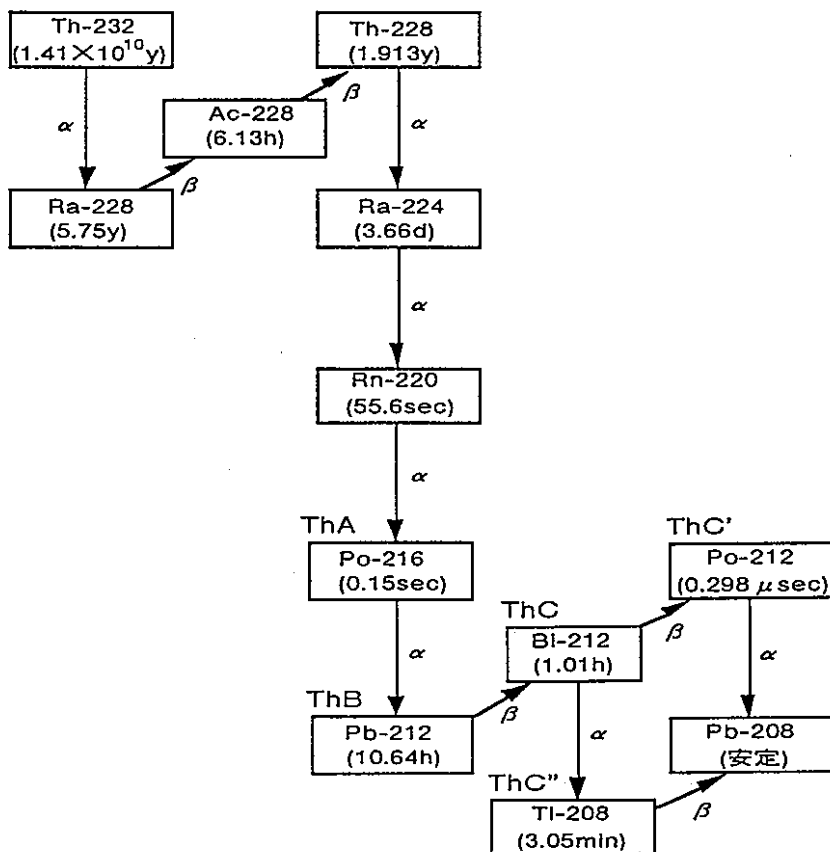 Th-232
(1.41×10¹⁰y)
Th-228
(1.913y)
β
Ac-228
(6.13h)
α
α
β
Ra-228
(5.75y)
Ra-224
(3.66d)
α
Rn-220
(55.6sec)
α
ThA
Po-216
(0.15sec)
ThC'
Po-212
(0.298 μsec)
ThC
Bi-212
(1.01h)
β
α
α
ThB
Pb-212
(10.64h)
β
α
Pb-208
(安定)
ThC"
Tl-208
(3.05min)
β